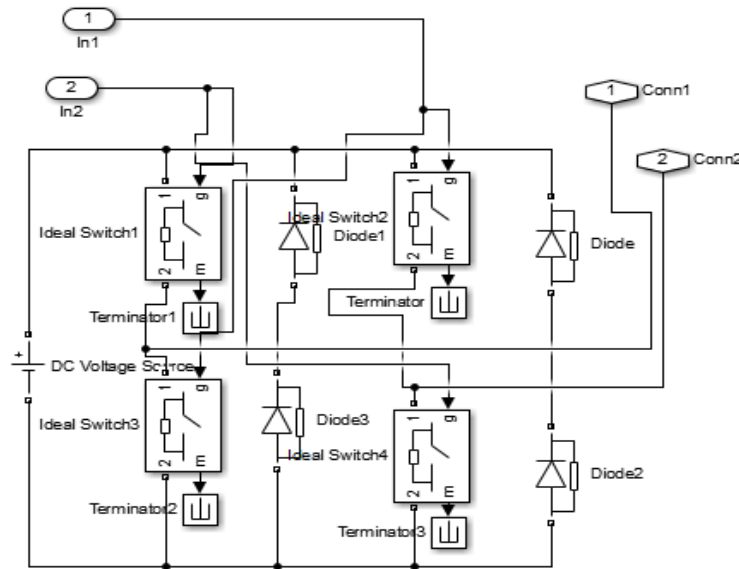 1
In1
2
In2
1
Conn1
2
Conn2
1
g
2
m
Ideal Switch1
Terminator1
Ideal Switch2
Diode1
1
g
2
m
Terminator
Diode
+
DC Voltage Source
1
g
2
m
Ideal Switch3
Terminator2
Diode3
Ideal Switch4
1
g
2
m
Terminator3
Diode2